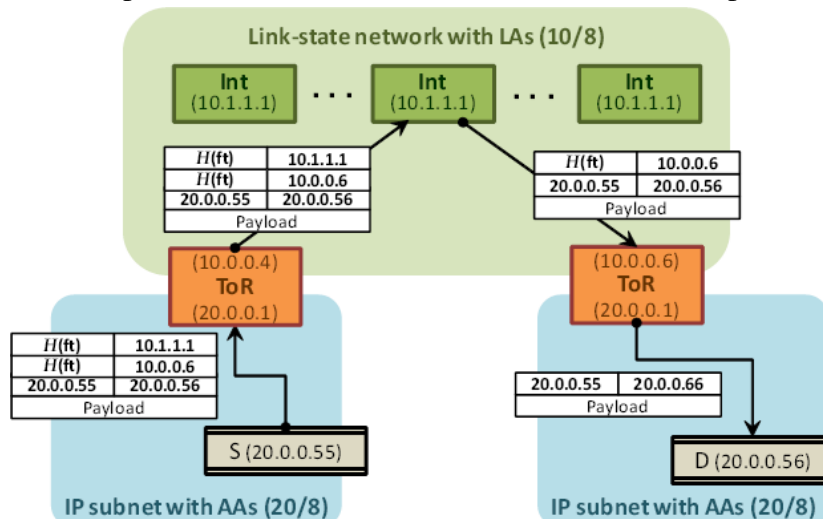 Link-state network with LAs (10/8)
Int
(10.1.1.1)
. . .
Int
(10.1.1.1)
. . .
Int
(10.1.1.1)
H(ft) 10.1.1.1
H(ft) 10.0.0.6
20.0.0.55 20.0.0.56
Payload
H(ft) 10.0.0.6
20.0.0.55 20.0.0.56
Payload
(10.0.0.4)
ToR
(20.0.0.1)
(10.0.0.6)
ToR
(20.0.0.1)
H(ft) 10.1.1.1
H(ft) 10.0.0.6
20.0.0.55 20.0.0.56
Payload
20.0.0.55 20.0.0.66
Payload
S (20.0.0.55)
D (20.0.0.56)
IP subnet with AAs (20/8)
IP subnet with AAs (20/8)